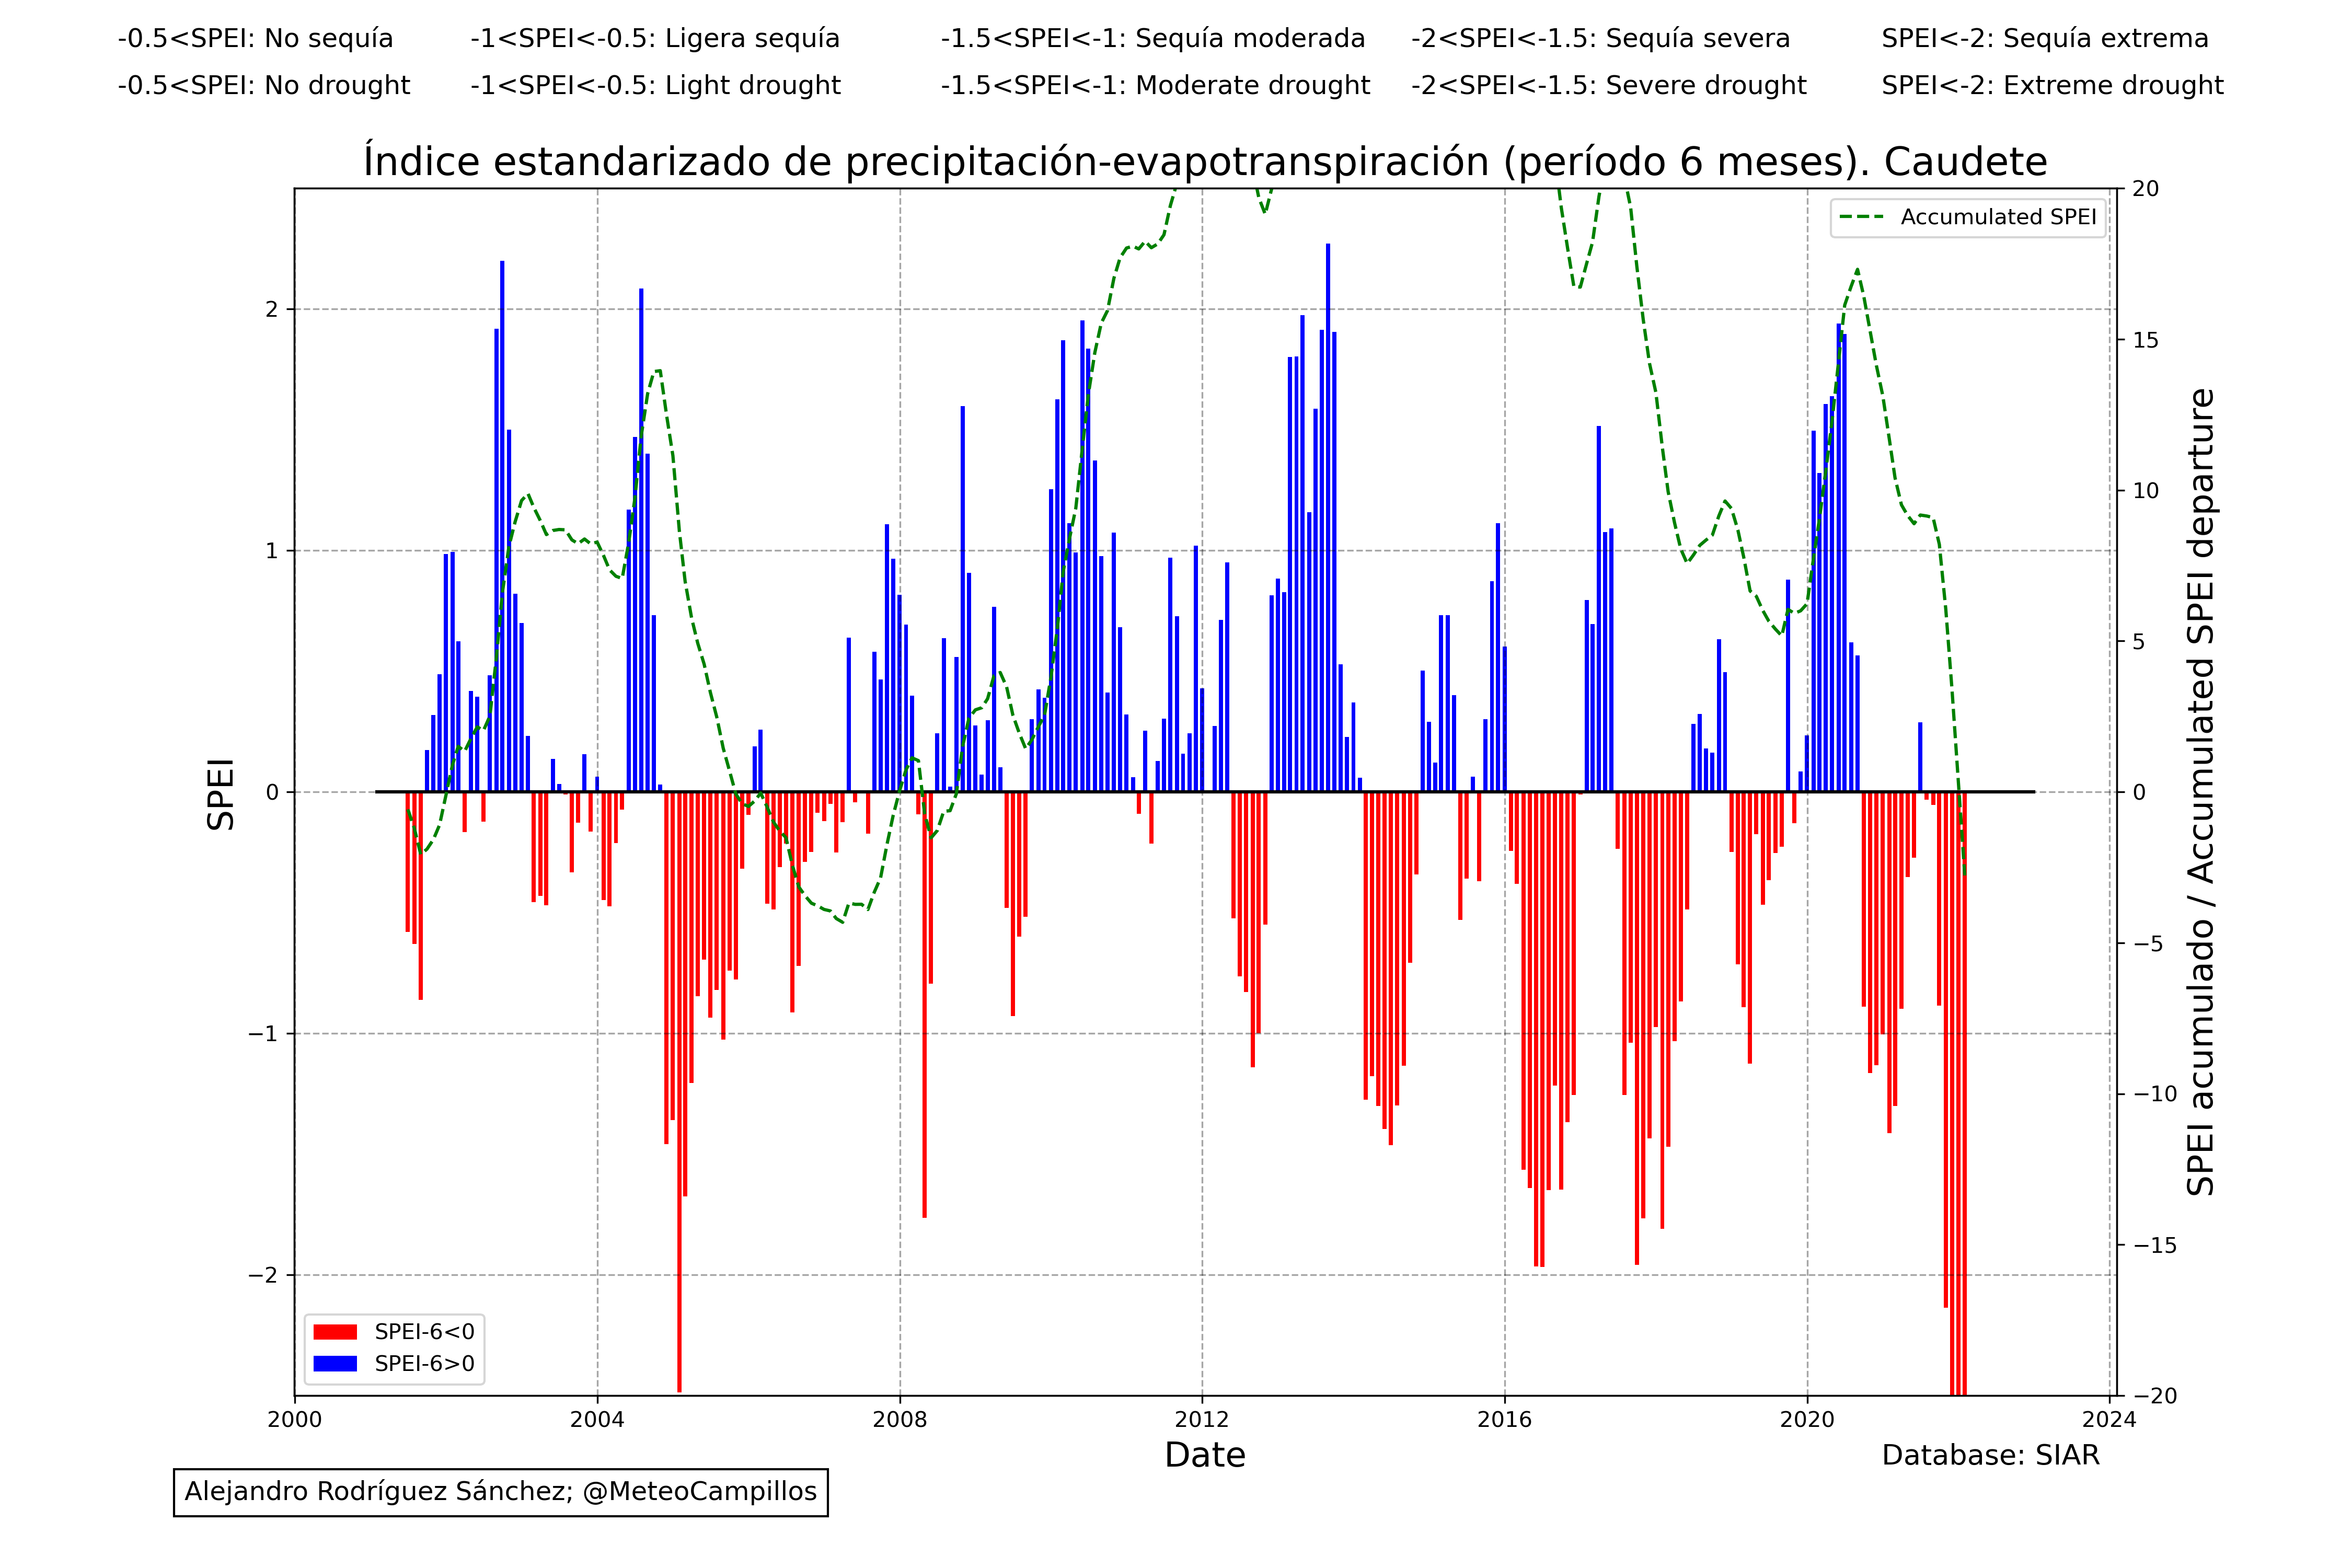 -0.5<SPEI: No sequía -1<SPEI<-0.5: Ligera sequía -1.5<SPEI<-1: Sequía moderada -2<SPEI<-1.5: Sequía severa SPEI<-2: Sequía extrema
-0.5<SPEI: No drought -1<SPEI<-0.5: Light drought -1.5<SPEI<-1: Moderate drought -2<SPEI<-1.5: Severe drought SPEI<-2: Extreme drought
Índice estandarizado de precipitación-evapotranspiración (período 6 meses). Caudete
Accumulated SPEI
SPEI
2
1
0
−1
−2
20
15
10
5
0
−5
−10
−15
−20
SPEI acumulado / Accumulated SPEI departure
SPEI-6<0
SPEI-6>0
2000 2004 2008 2012 2016 2020 2024
Date
Database: SIAR
Alejandro Rodríguez Sánchez; @MeteoCampillos